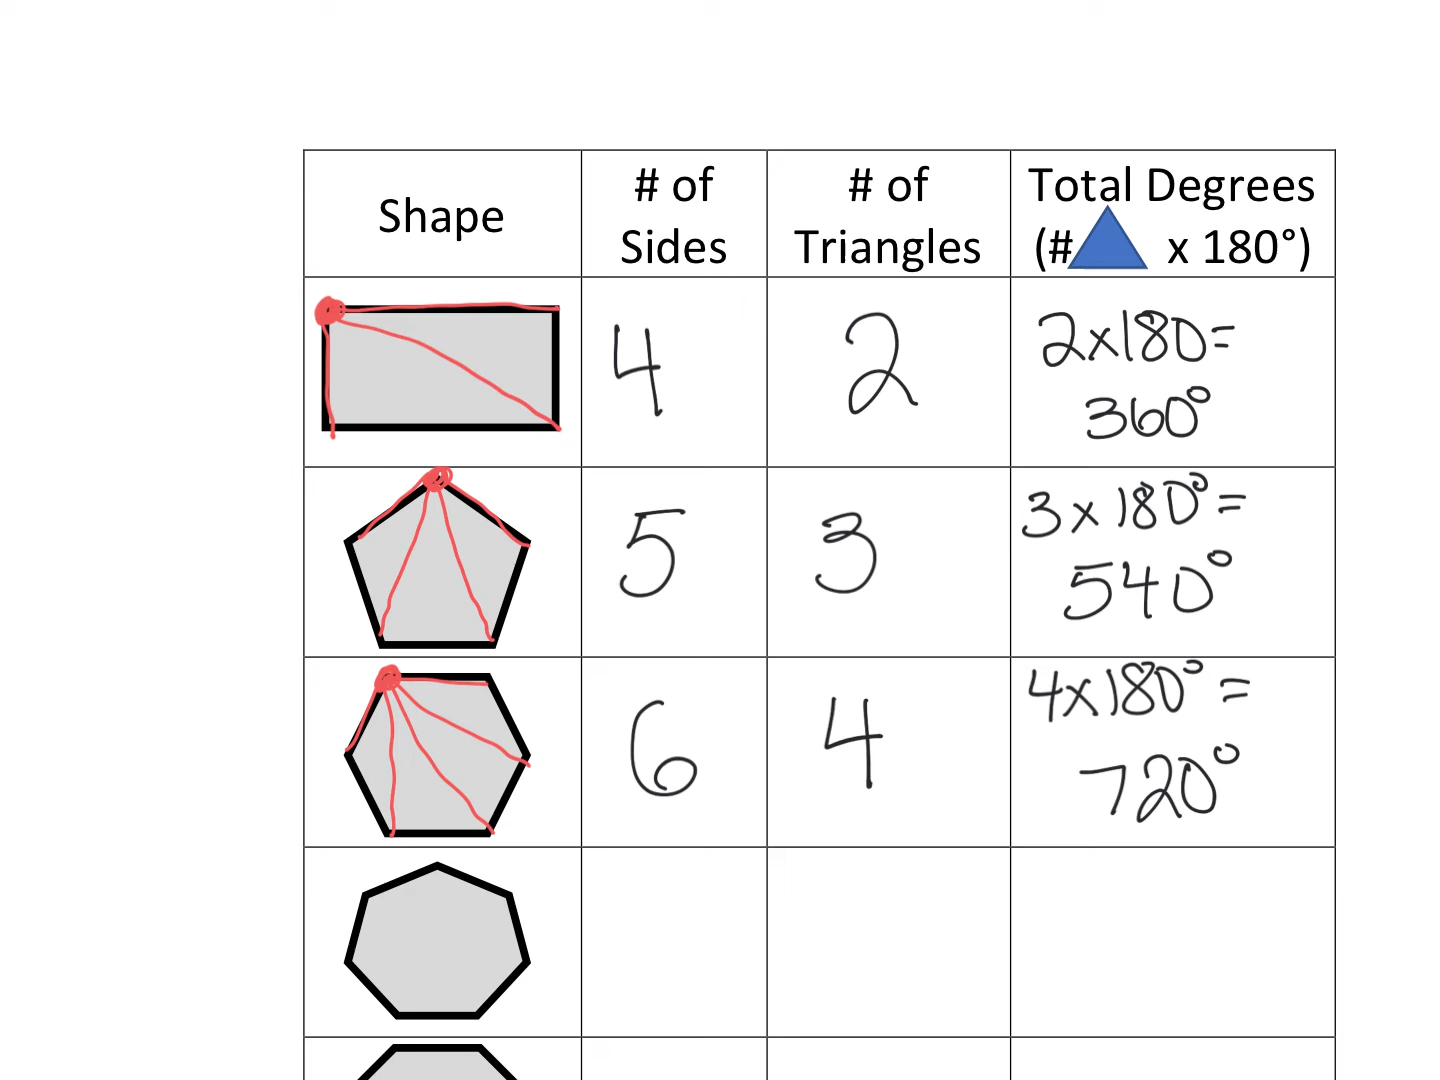 Shape
# of
Sides
# of
Triangles
Total Degrees
(# x 180°)
4
2
2x180=
360°
5
3
3x180°=
540°
6
4
4x180°=
720°